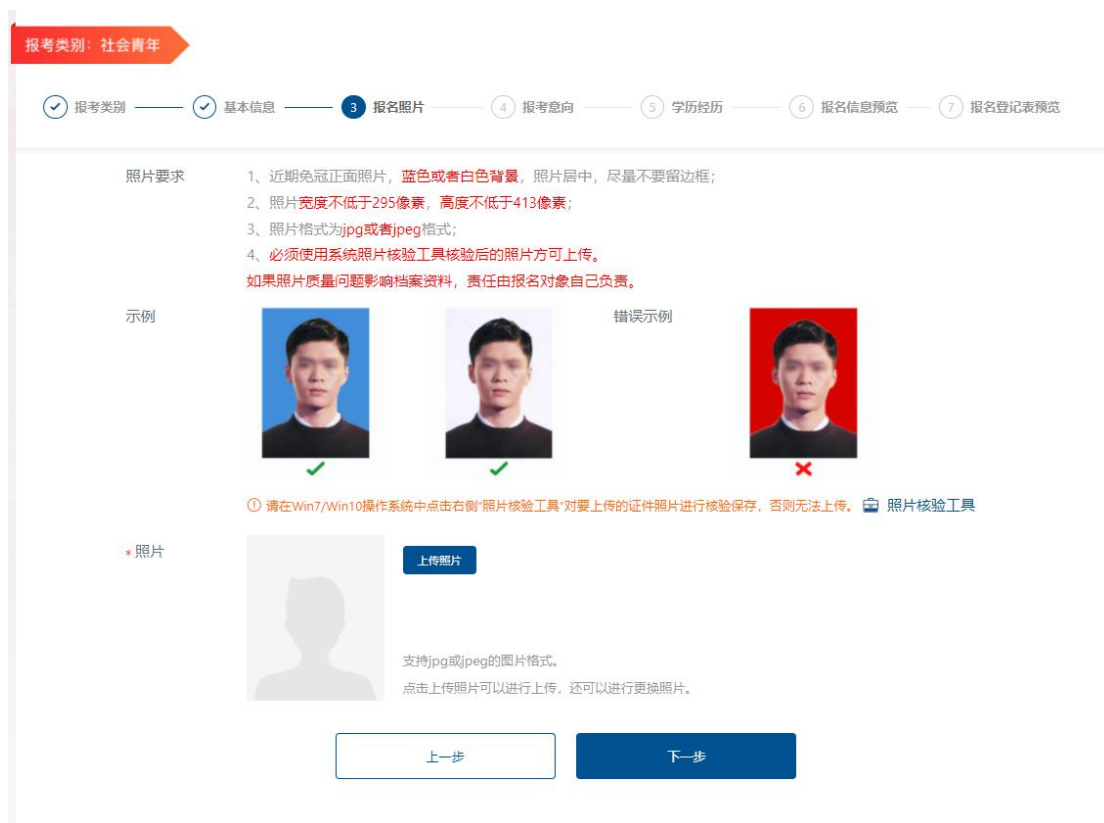 报考类别：社会青年
报考类别
基本信息
3 报名照片
4 报考意向
5 学历经历
6 报名信息预览
7 报名登记表预览
照片要求
1、近期免冠正面照片，蓝色或者白色背景，照片居中，尽量不要留边框；
2、照片宽度不低于295像素，高度不低于413像素；
3、照片格式为jpg或者jpeg格式；
4、必须使用系统照片核验工具核验后的照片方可上传。
如果照片质量问题影响档案资料，责任由报名对象自己负责。
示例
错误示例
请在Win7/Win10操作系统中点击右侧“照片核验工具”对要上传的证件照片进行核验保存，否则无法上传。 照片核验工具
*照片
上传照片
支持jpg或jpeg的图片格式。
点击上传照片可以进行上传，还可以进行更换照片。
上一步
下一步